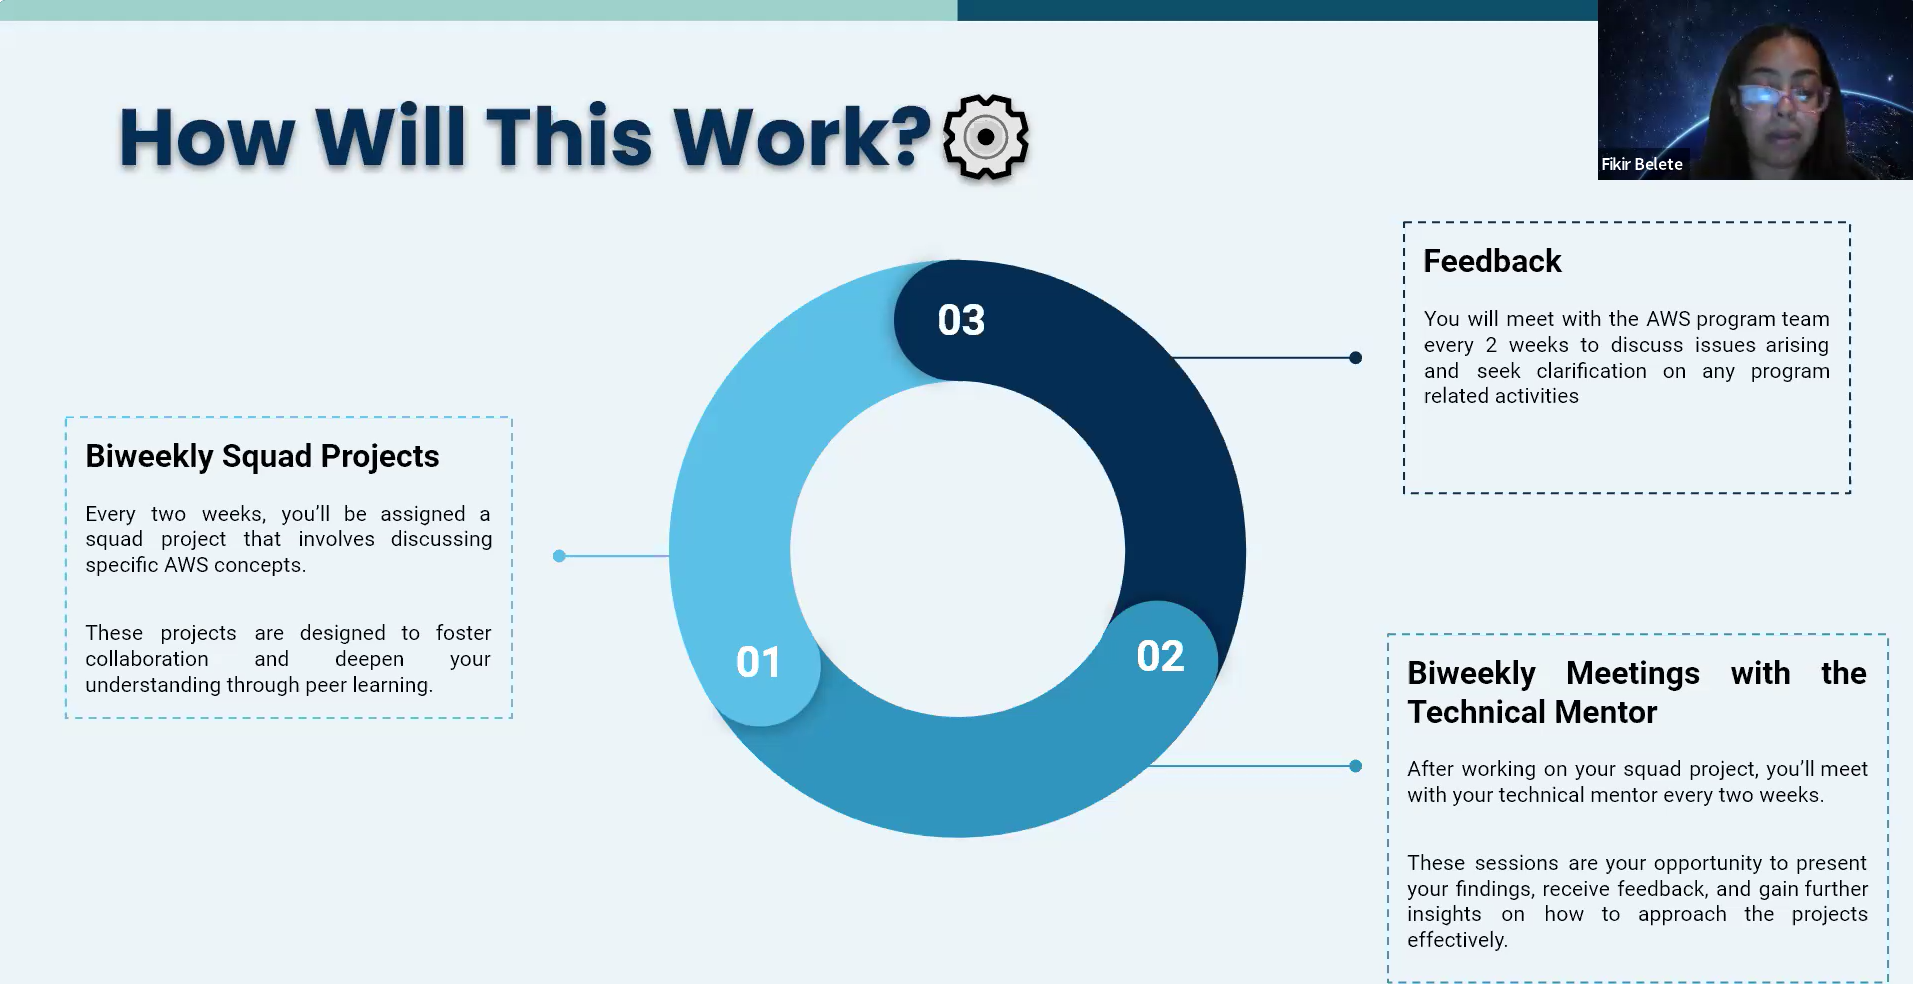 How Will This Work?
Fikir Belete
Feedback
You will meet with the AWS program team
every 2 weeks to discuss issues arising
and seek clarification on any program
related activities
03
Biweekly Squad Projects
Every two weeks, you'll be assigned a
squad project that involves discussing
specific AWS concepts.
These projects are designed to foster
collaboration and deepen your
understanding through peer learning.
01
02
Biweekly Meetings with the
Technical Mentor
After working on your squad project, you'll meet
with your technical mentor every two weeks.
These sessions are your opportunity to present
your findings, receive feedback, and gain further
insights on how to approach the projects
effectively.